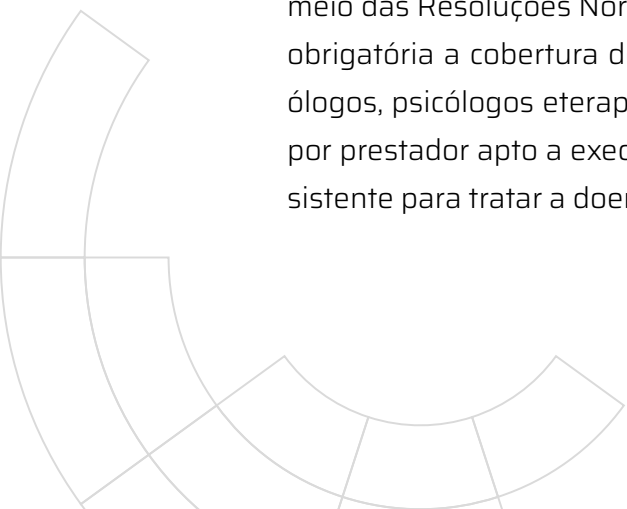 meio das Resoluções Nor
obrigatória a cobertura d
ólogos, psicólogos eterap
por prestador apto a exec
sistente para tratar a doe